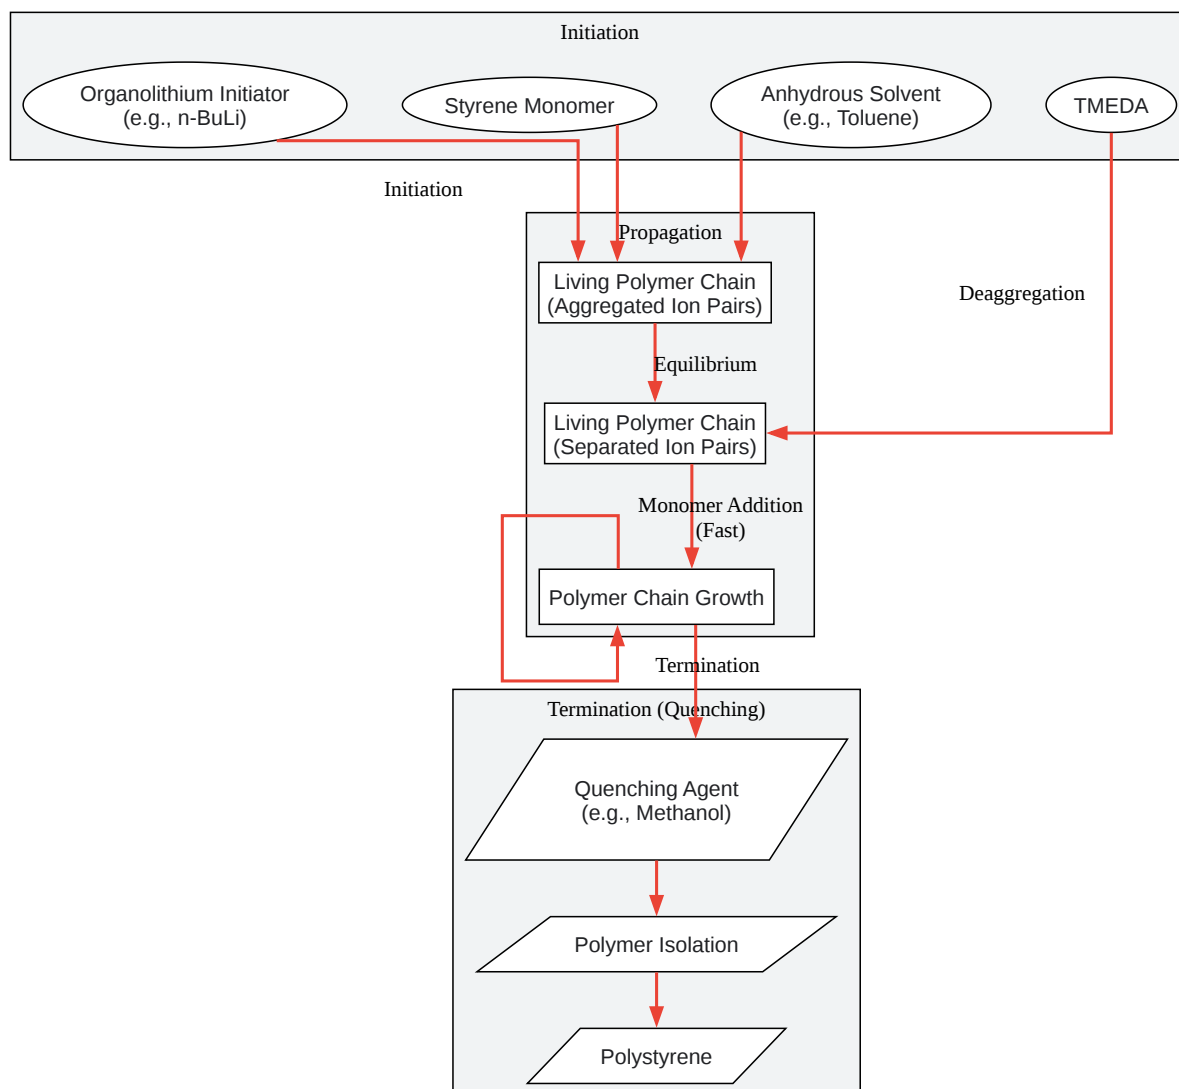 Initiation
Organolithium Initiator
(e.g., n-BuLi)
Styrene Monomer
Anhydrous Solvent
(e.g., Toluene)
TMEDA
Initiation
Propagation
Living Polymer Chain
(Aggregated Ion Pairs)
Deaggregation
Equilibrium
Living Polymer Chain
(Separated Ion Pairs)
Monomer Addition
(Fast)
Polymer Chain Growth
Termination
Termination (Quenching)
Quenching Agent
(e.g., Methanol)
Polymer Isolation
Polystyrene